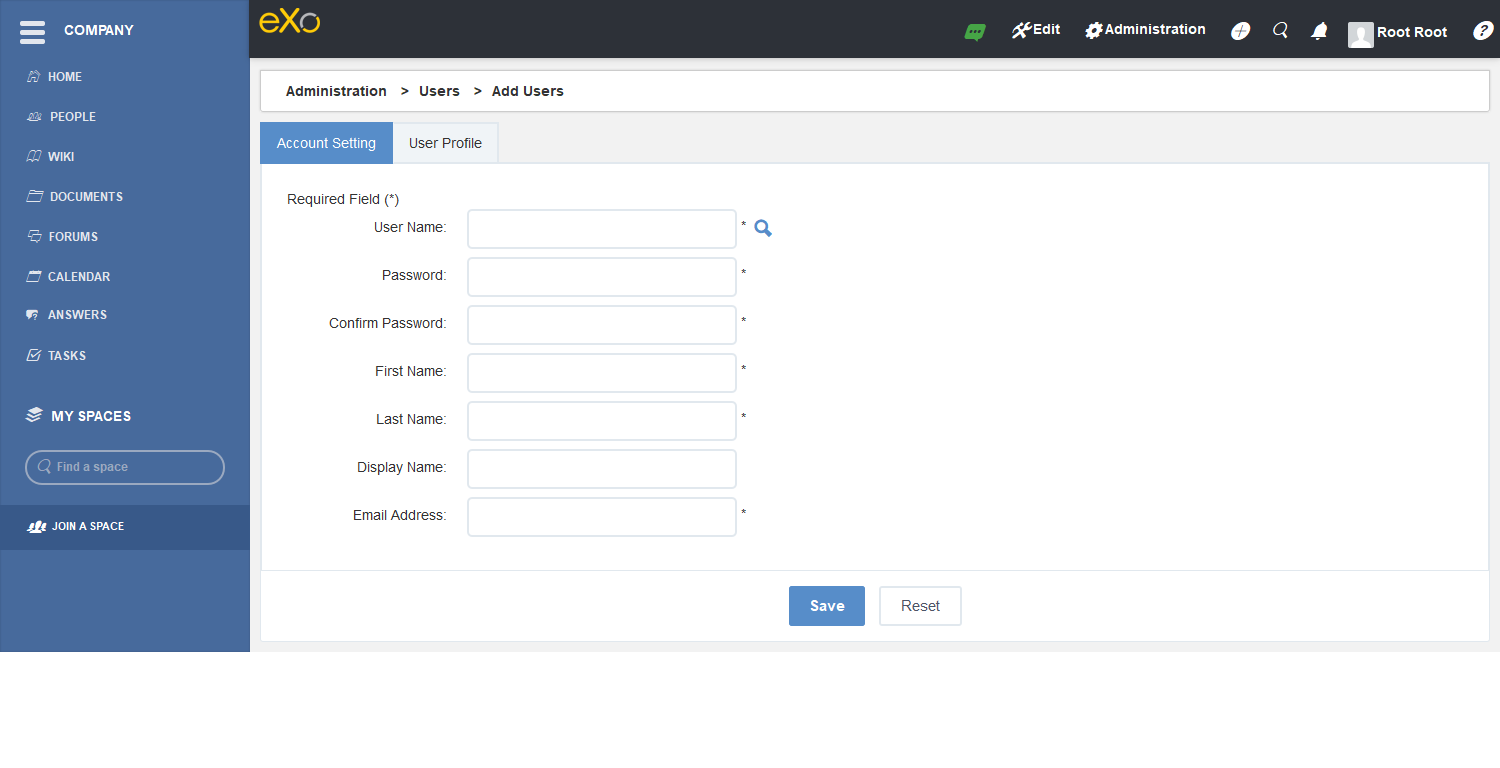 COMPANY
eXo
Edit
Administration
Root Root
?
HOME
PEOPLE
WIKI
DOCUMENTS
FORUMS
CALENDAR
ANSWERS
TASKS
MY SPACES
Find a space
JOIN A SPACE
Administration > Users > Add Users
Account Setting
User Profile
Required Field (*)
User Name: *
Password: *
Confirm Password: *
First Name: *
Last Name: *
Display Name:
Email Address: *
Save
Reset